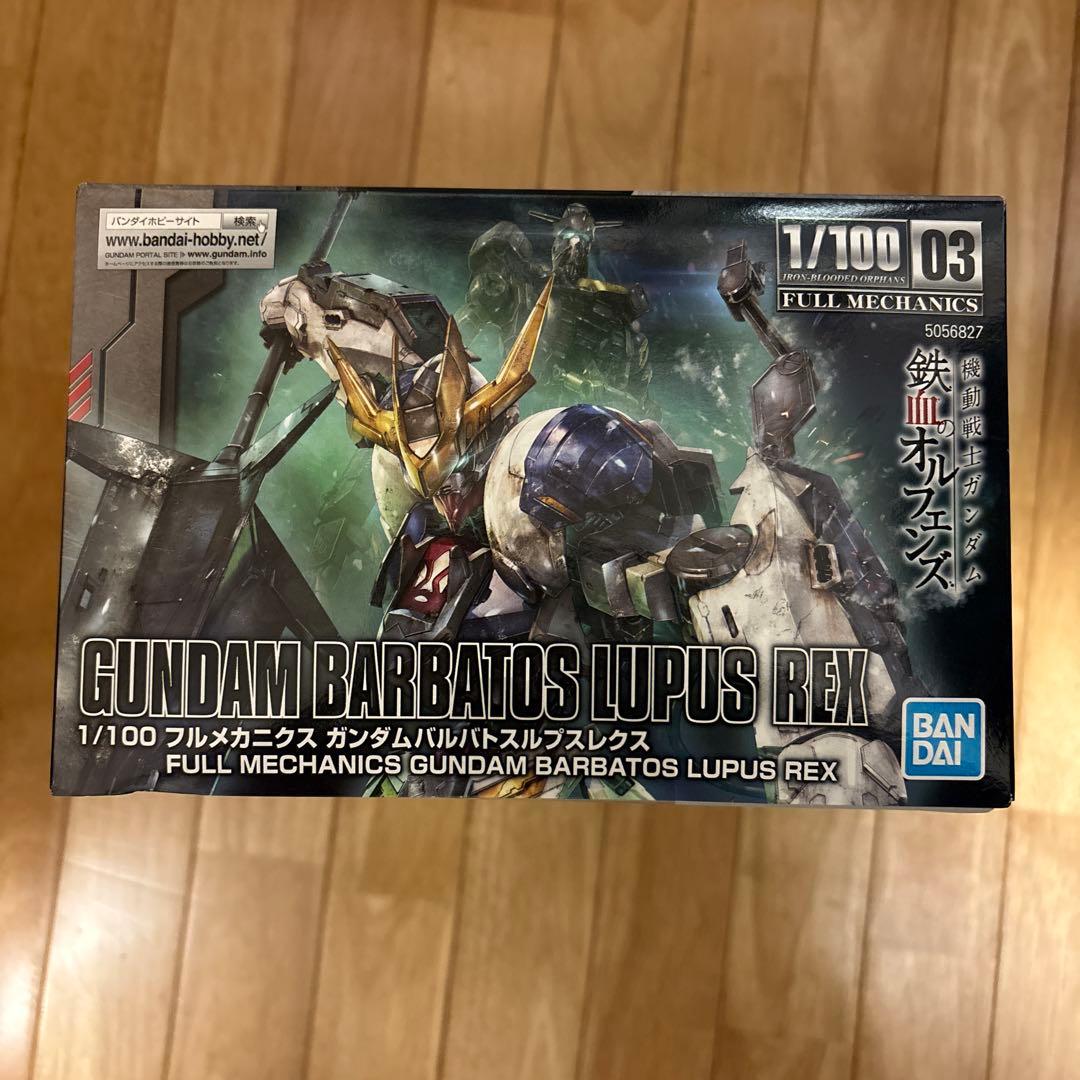 バンダイホビーサイト 検索
www.bandai-hobby.net/
GUNDAM PORTAL SITE www.gundam.info
1/100 03
IRON-BLOODED ORPHANS
FULL MECHANICS
5056827
機動戦士ガンダム
鉄血のオルフェンズ
GUNDAM BARBATOS LUPUS REX
1/100 フルメカニクス ガンダムバルバトスルプスレクス
FULL MECHANICS GUNDAM BARBATOS LUPUS REX
BAN
DAI